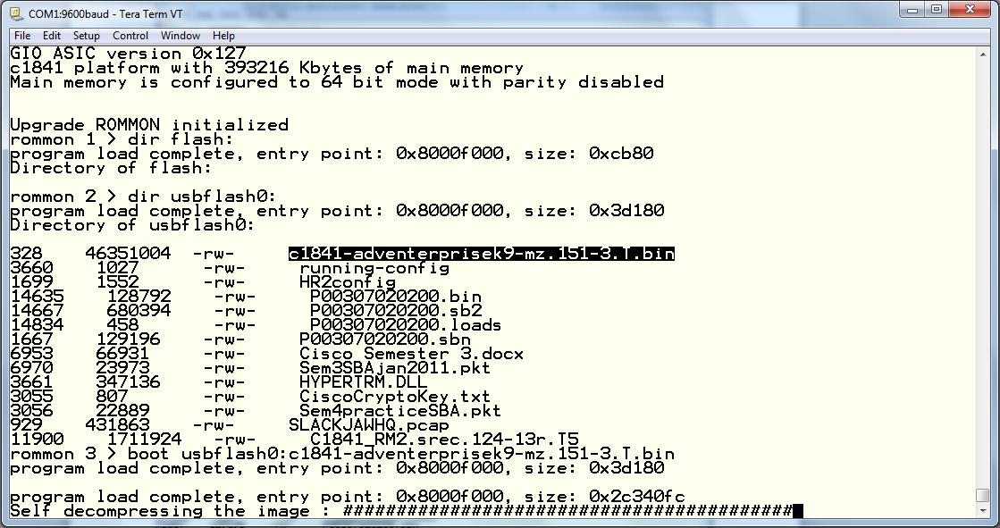 COM1:9600baud - Tera Term VT
File Edit Setup Control Window Help
GIO ASIC version 0x127
c1841 platform with 393216 Kbytes of main memory
Main memory is configured to 64 bit mode with parity disabled
Upgrade ROMMON initialized
rommon 1 > dir flash:
program load complete, entry point: 0x8000f000, size: 0xcb80
Directory of flash:
rommon 2 > dir usbflash0:
program load complete, entry point: 0x8000f000, size: 0x3d180
Directory of usbflash0:
328 46351004 -rw- c1841-adventerprisek9-mz.151-3.T.bin
3660 1027 -rw- running-config
1699 1552 -rw- HR2config
14635 128792 -rw- P00307020200.bin
14667 680394 -rw- P00307020200.sb2
14834 458 -rw- P00307020200.loads
1667 129196 -rw- P00307020200.sbn
6953 66931 -rw- Cisco Semester 3.docx
6970 23973 -rw- Sem3SBAjan2011.pkt
3661 347136 -rw- HYPERTRM.DLL
3055 807 -rw- CiscoCryptoKey.txt
3056 22889 -rw- Sem4practiceSBA.pkt
929 431863 -rw- SLACKJAWHQ.pcap
11900 1711924 -rw- C1841_RM2.srec.124-13r.T5
rommon 3 > boot usbflash0:c1841-adventerprisek9-mz.151-3.T.bin
program load complete, entry point: 0x8000f000, size: 0x3d180
program load complete, entry point: 0x8000f000, size: 0x2c340fc
Self decompressing the image : ##########################################